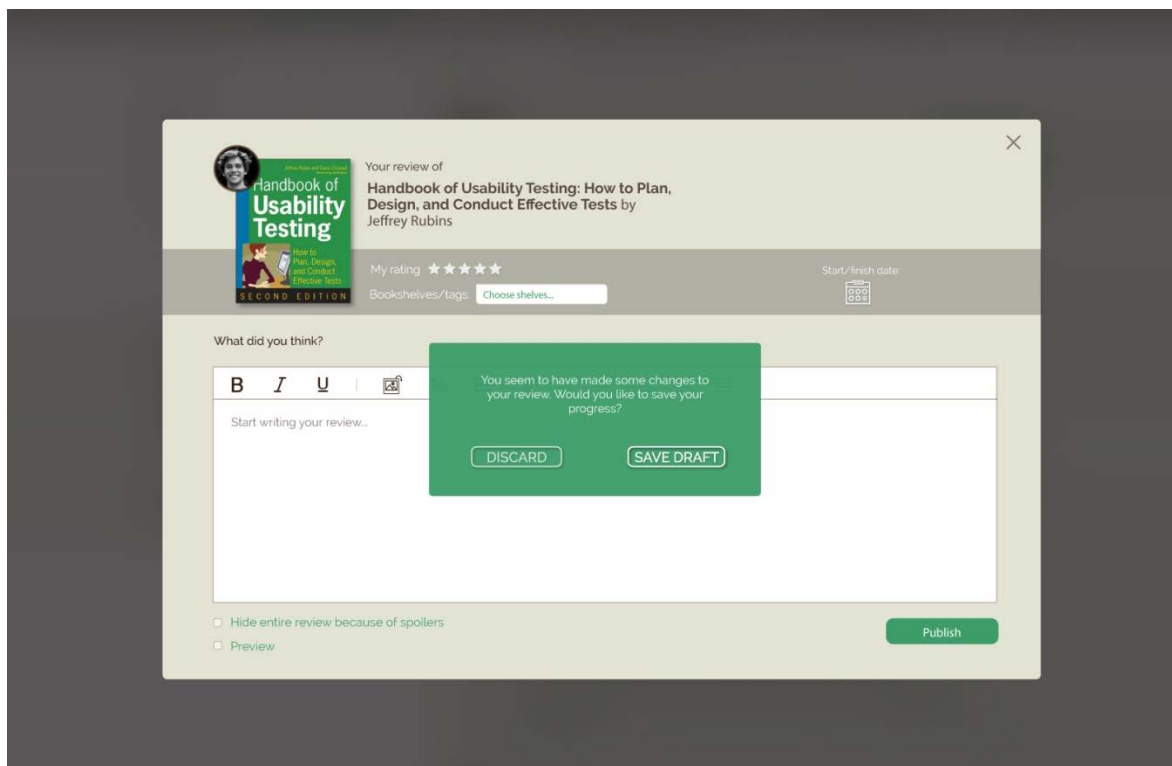 Your review of
Handbook of Usability Testing: How to Plan,
Design, and Conduct Effective Tests by
Jeffrey Rubins
Handbook of
Usability
Testing
How to
Plan, Design,
and Conduct
Effective Tests
SECOND EDITION
My rating
Start/finish date:
Bookshelves/tags: Choose shelves...
What did you think?
B I U
Start writing your review...
You seem to have made some changes to
your review. Would you like to save your
progress?
DISCARD SAVE DRAFT
Hide entire review because of spoilers
Preview
Publish